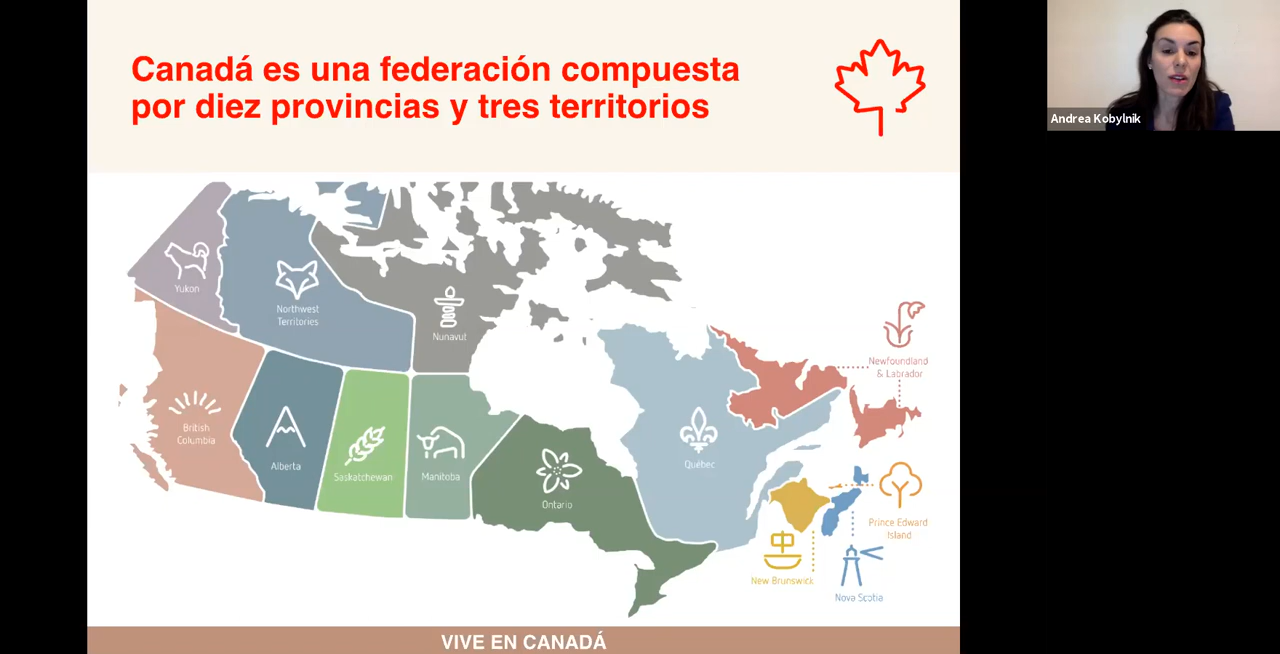 Canadá es una federación compuesta
por diez provincias y tres territorios
Andrea Kobylnik
Yukon
Northwest
Territories
Nunavut
British
Columbia
Alberta
Saskatchewan
Manitoba
Ontario
Québec
Newfoundland
& Labrador
Prince Edward
Island
New Brunswick
Nova Scotia
VIVE EN CANADÁ